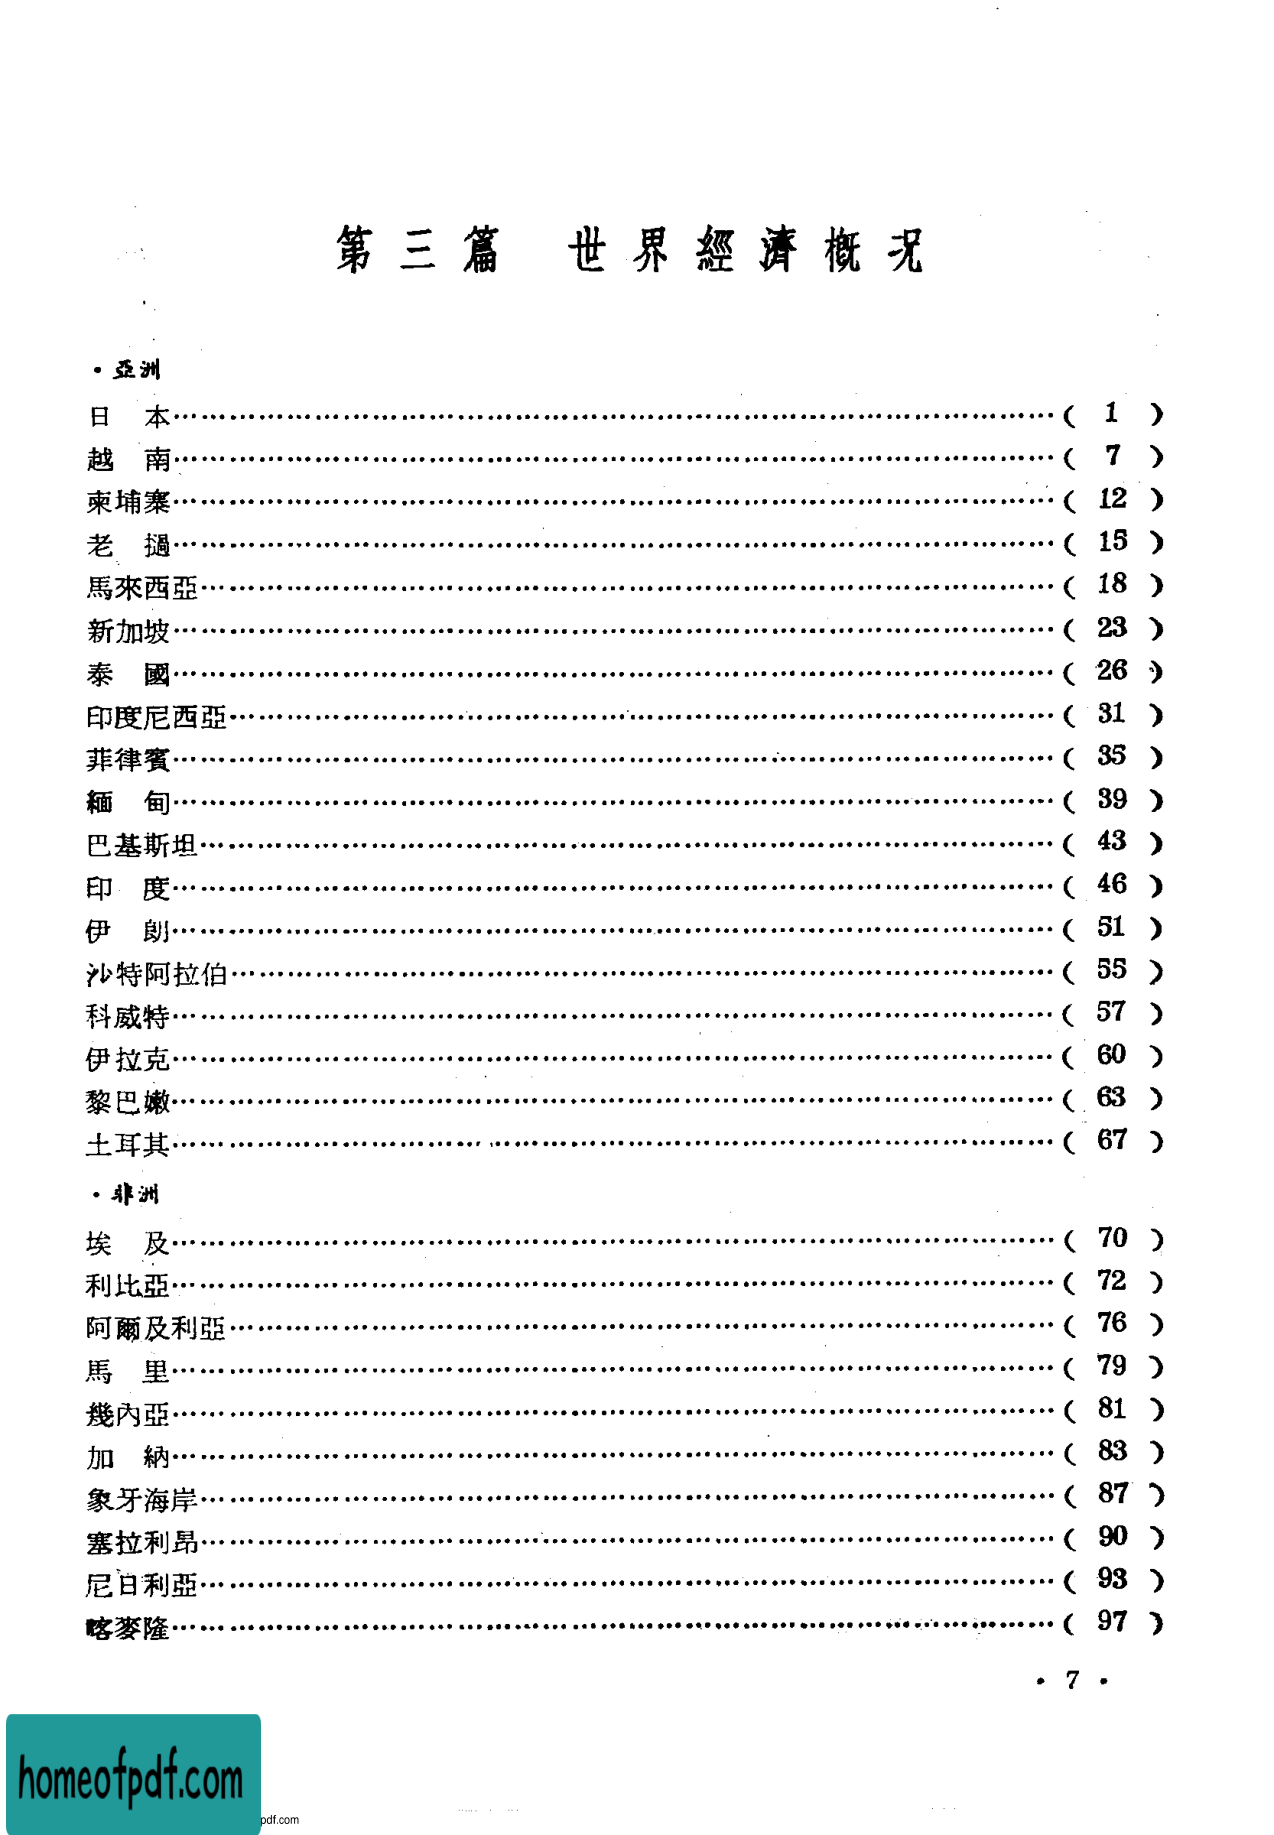 第三篇　世界經濟概况
・亞洲
日　本………( 1 )
越　南………( 7 )
柬埔寨………( 12 )
老　撾………( 15 )
馬來西亞………( 18 )
新加坡………( 23 )
泰　國………( 26 )
印度尼西亞………( 31 )
菲律賓………( 35 )
緬　甸………( 39 )
巴基斯坦………( 43 )
印　度………( 46 )
伊　朗………( 51 )
沙特阿拉伯………( 55 )
科威特………( 57 )
伊拉克………( 60 )
黎巴嫩………( 63 )
土耳其………( 67 )
・非洲
埃　及………( 70 )
利比亞………( 72 )
阿爾及利亞………( 76 )
馬　里………( 79 )
幾內亞………( 81 )
加　納………( 83 )
象牙海岸………( 87 )
塞拉利昂………( 90 )
尼日利亞………( 93 )
喀麥隆………( 97 )
・7・
homeofpdf.com
pdf.com